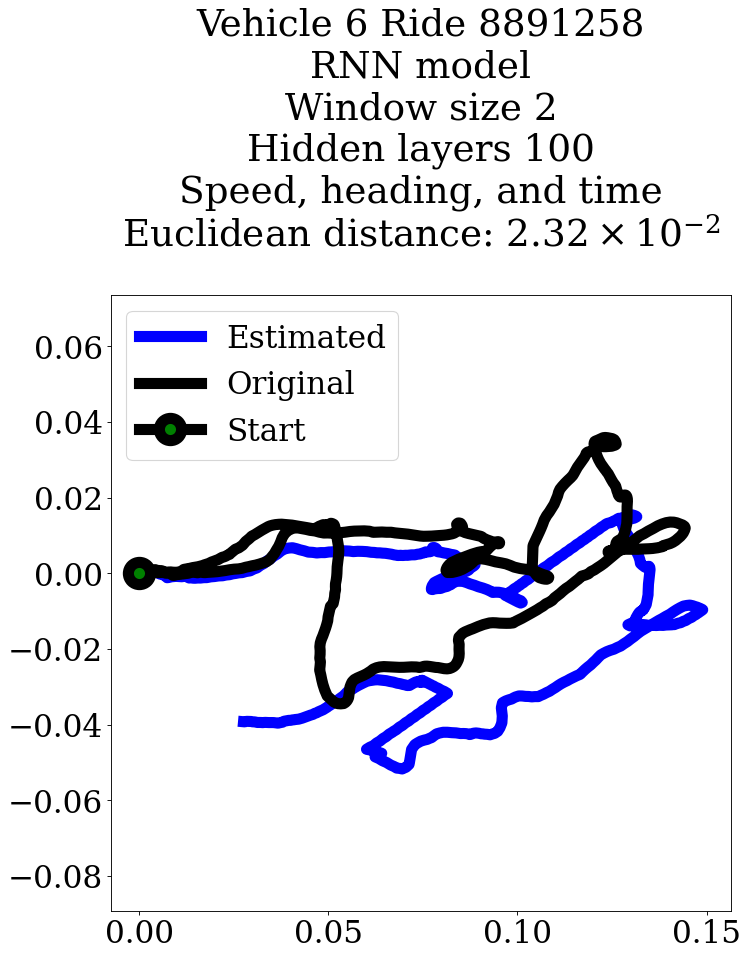 Vehicle 6 Ride 8891258
RNN model
Window size 2
Hidden layers 100
Speed, heading, and time
Euclidean distance: 2.32 × 10⁻²
Estimated
Original
Start
0.06
0.04
0.02
0.00
−0.02
−0.04
−0.06
−0.08
0.00 0.05 0.10 0.15